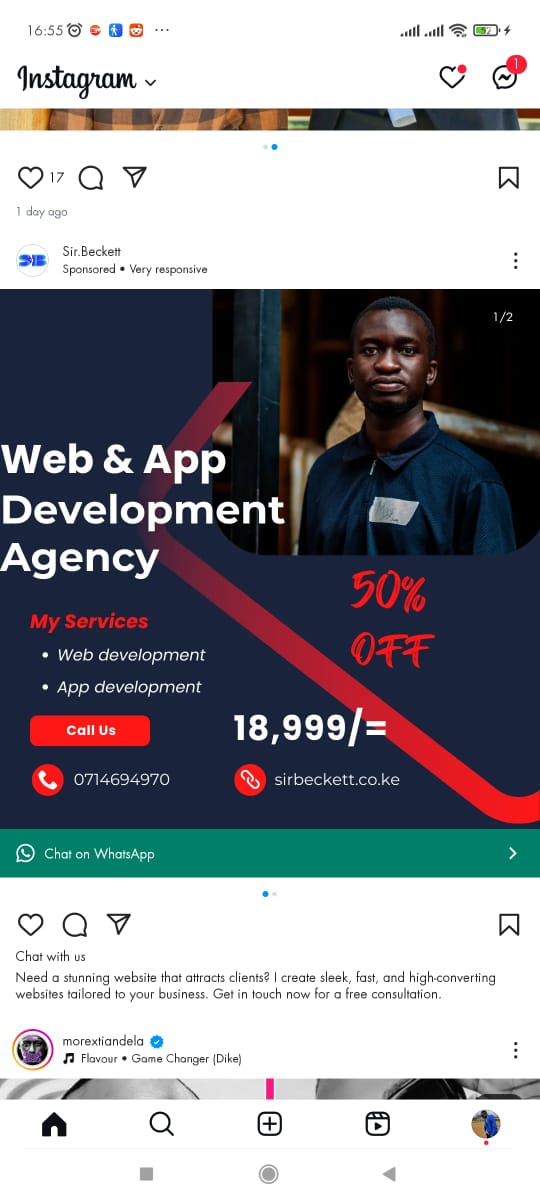 16:55
Instagram
1
17
1 day ago
Sir.Beckett
Sponsored • Very responsive
1/2
Web & App
Development
Agency
50%
OFF
My Services
• Web development
• App development
Call Us
18,999/=
0714694970
sirbeckett.co.ke
Chat on WhatsApp
Chat with us
Need a stunning website that attracts clients? I create sleek, fast, and high-converting
websites tailored to your business. Get in touch now for a free consultation.
morextiandela
Flavour • Game Changer (Dike)